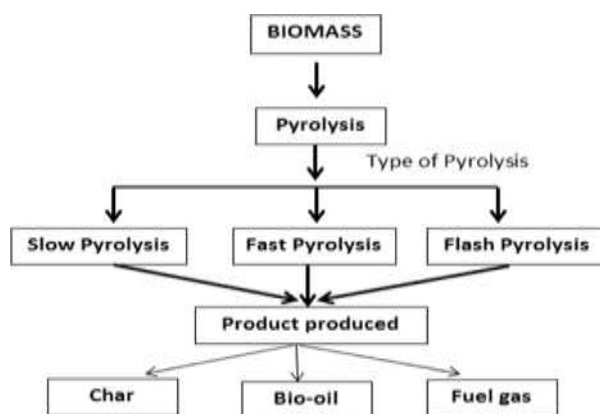 BIOMASS
Pyrolysis
Type of Pyrolysis
Slow Pyrolysis
Fast Pyrolysis
Flash Pyrolysis
Product produced
Char
Bio-oil
Fuel gas